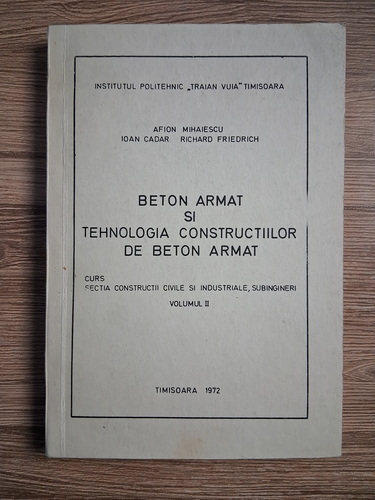 INSTITUTUL POLITEHNIC „TRAIAN VUIA" TIMISOARA
AFION MIHAIESCU
IOAN CADAR RICHARD FRIEDRICH
BETON ARMAT
SI
TEHNOLOGIA CONSTRUCTIILOR
DE BETON ARMAT
CURS
SECTIA CONSTRUCTII CIVILE SI INDUSTRIALE, SUBINGINERI
VOLUMUL II
TIMISOARA 1972